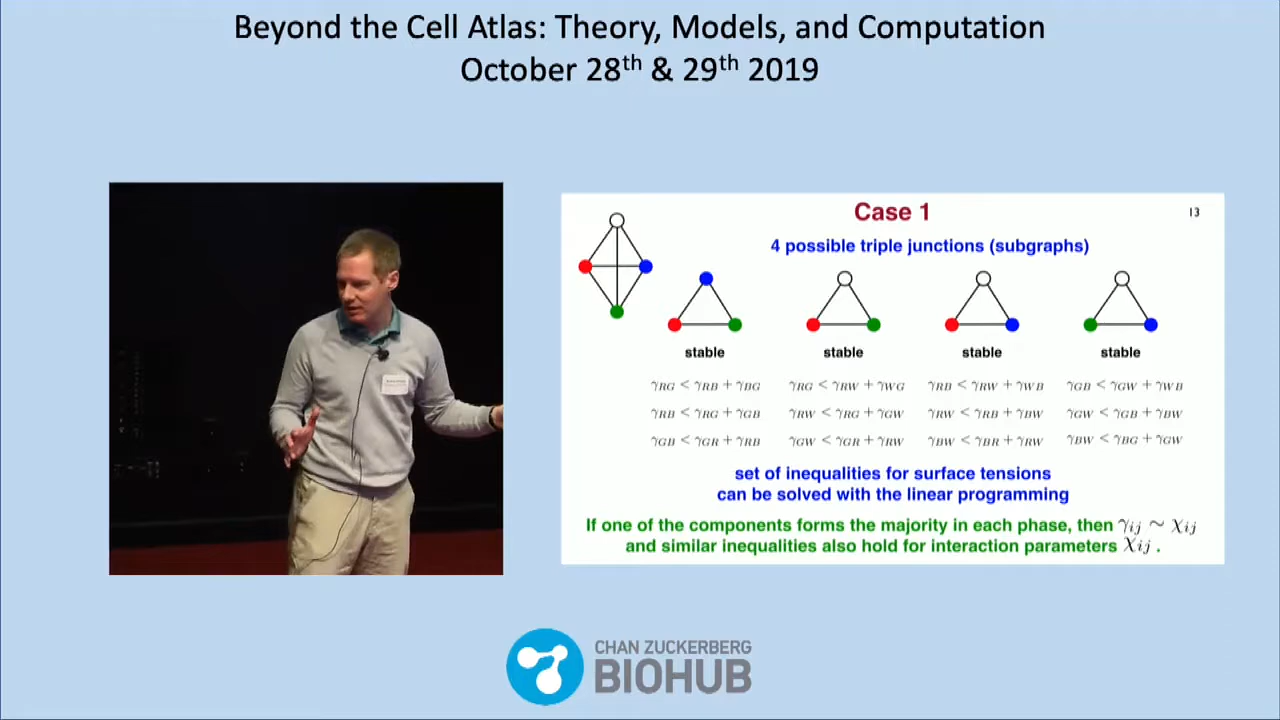 Beyond the Cell Atlas: Theory, Models, and Computation
October 28th & 29th 2019
Case 1
13
4 possible triple junctions (subgraphs)
stable stable stable stable
γRG < γRB + γBG γRG < γRW + γWG γRB < γRW + γWB γGB < γGW + γWB
γRB < γRG + γGB γRW < γRG + γGW γRW < γRB + γBW γGW < γGB + γBW
γGB < γGR + γRB γGW < γGR + γRW γBW < γBR + γRW γBW < γBG + γGW
set of inequalities for surface tensions
can be solved with the linear programming
If one of the components forms the majority in each phase, then γij ~ χij
and similar inequalities also hold for interaction parameters χij .
CHAN ZUCKERBERG
BIOHUB